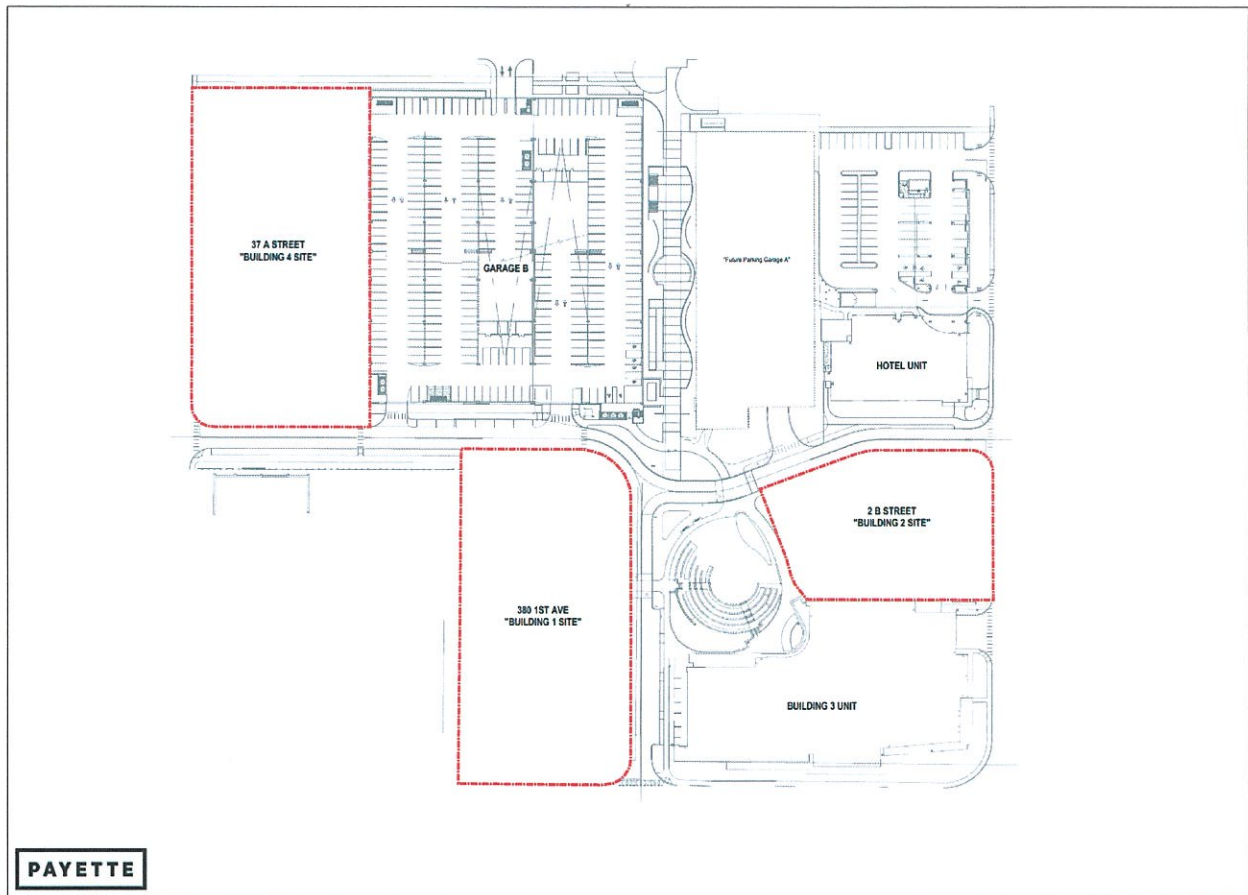 37 A STREET
"BUILDING 4 SITE"
GARAGE B
"Future Parking Garage A"
HOTEL UNIT
2 B STREET
"BUILDING 2 SITE"
380 1ST AVE
"BUILDING 1 SITE"
BUILDING 3 UNIT
PAYETTE